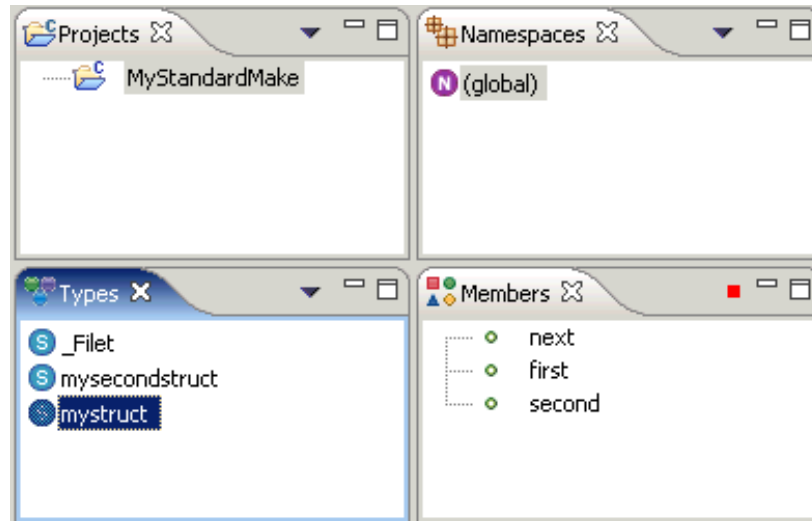 Projects
MyStandardMake
Namespaces
N (global)
Types
S _Filet
S mysecondstruct
S mystruct
Members
next
first
second